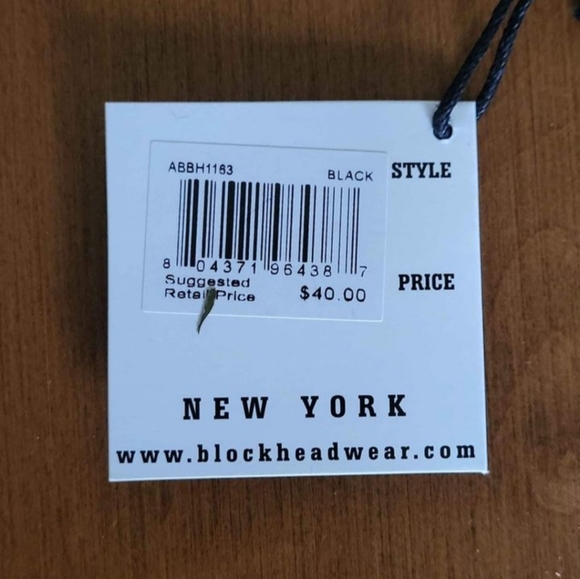 ABBH1163
BLACK
STYLE
8 04371 96438 7
Suggested
Retail Price $40.00
PRICE
NEW YORK
www.blockheadwear.com